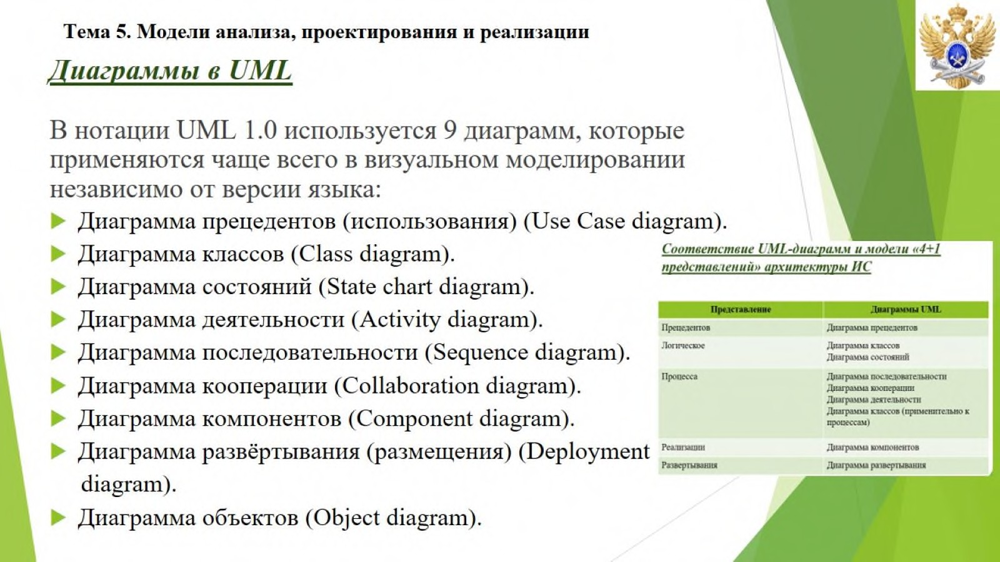 Тема 5. Модели анализа, проектирования и реализации
Диаграммы в UML
В нотации UML 1.0 используется 9 диаграмм, которые
применяются чаще всего в визуальном моделировании
независимо от версии языка:
Диаграмма прецедентов (использования) (Use Case diagram).
Диаграмма классов (Class diagram).
Диаграмма состояний (State chart diagram).
Диаграмма деятельности (Activity diagram).
Диаграмма последовательности (Sequence diagram).
Диаграмма кооперации (Collaboration diagram).
Диаграмма компонентов (Component diagram).
Диаграмма развёртывания (размещения) (Deployment
diagram).
Диаграмма объектов (Object diagram).
Соответствие UML-диаграмм и модели «4+1
представлений» архитектуры ИС
Представление Диаграммы UML
Прецедентов Диаграмма прецедентов
Логическое Диаграмма классов
Диаграмма состояний
Процесса Диаграмма последовательности
Диаграмма кооперации
Диаграмма деятельности
Диаграмма классов (применительно к
процессам)
Реализации Диаграмма компонентов
Развертывания Диаграмма развертывания